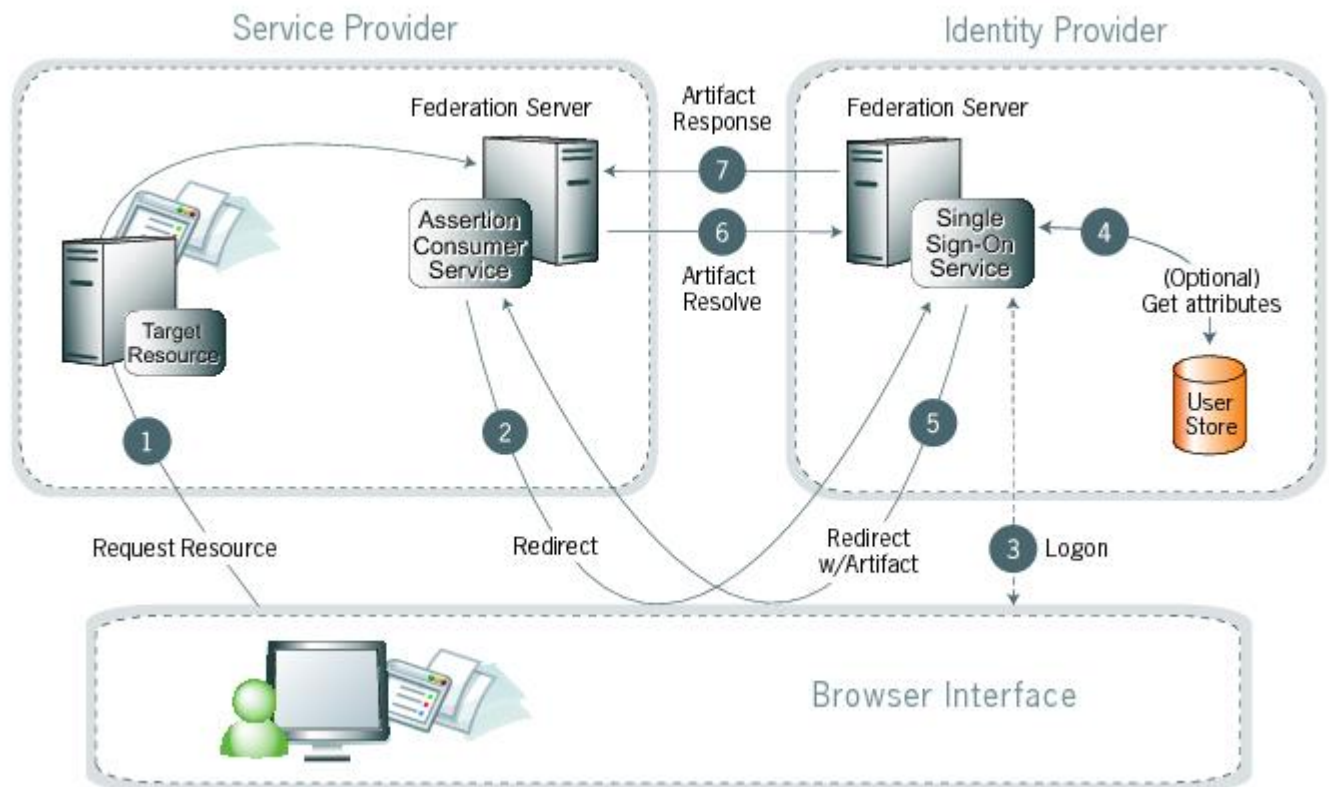 Service Provider
Identity Provider
Federation Server
Artifact
Response
Federation Server
7
Assertion
Consumer
Service
6
Single
Sign-On
Service
4
Artifact
Resolve
(Optional)
Get attributes
Target
Resource
User
Store
1
2
5
Request Resource
Redirect
Redirect
w/Artifact
3
Logon
Browser Interface